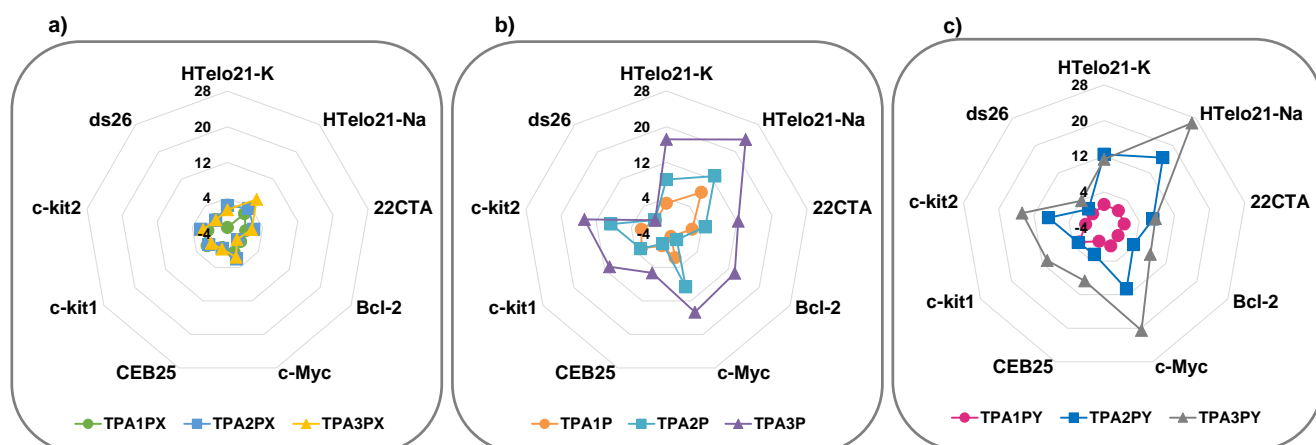 a)
HTelo21-K
28
20
12
4
-4
HTelo21-Na
22CTA
Bcl-2
c-Myc
CEB25
c-kit1
c-kit2
ds26
TPA1PX TPA2PX TPA3PX
b)
HTelo21-K
28
20
12
4
-4
HTelo21-Na
22CTA
Bcl-2
c-Myc
CEB25
c-kit1
c-kit2
ds26
TPA1P TPA2P TPA3P
c)
HTelo21-K
28
20
12
4
-4
HTelo21-Na
22CTA
Bcl-2
c-Myc
CEB25
c-kit1
c-kit2
ds26
TPA1PY TPA2PY TPA3PY